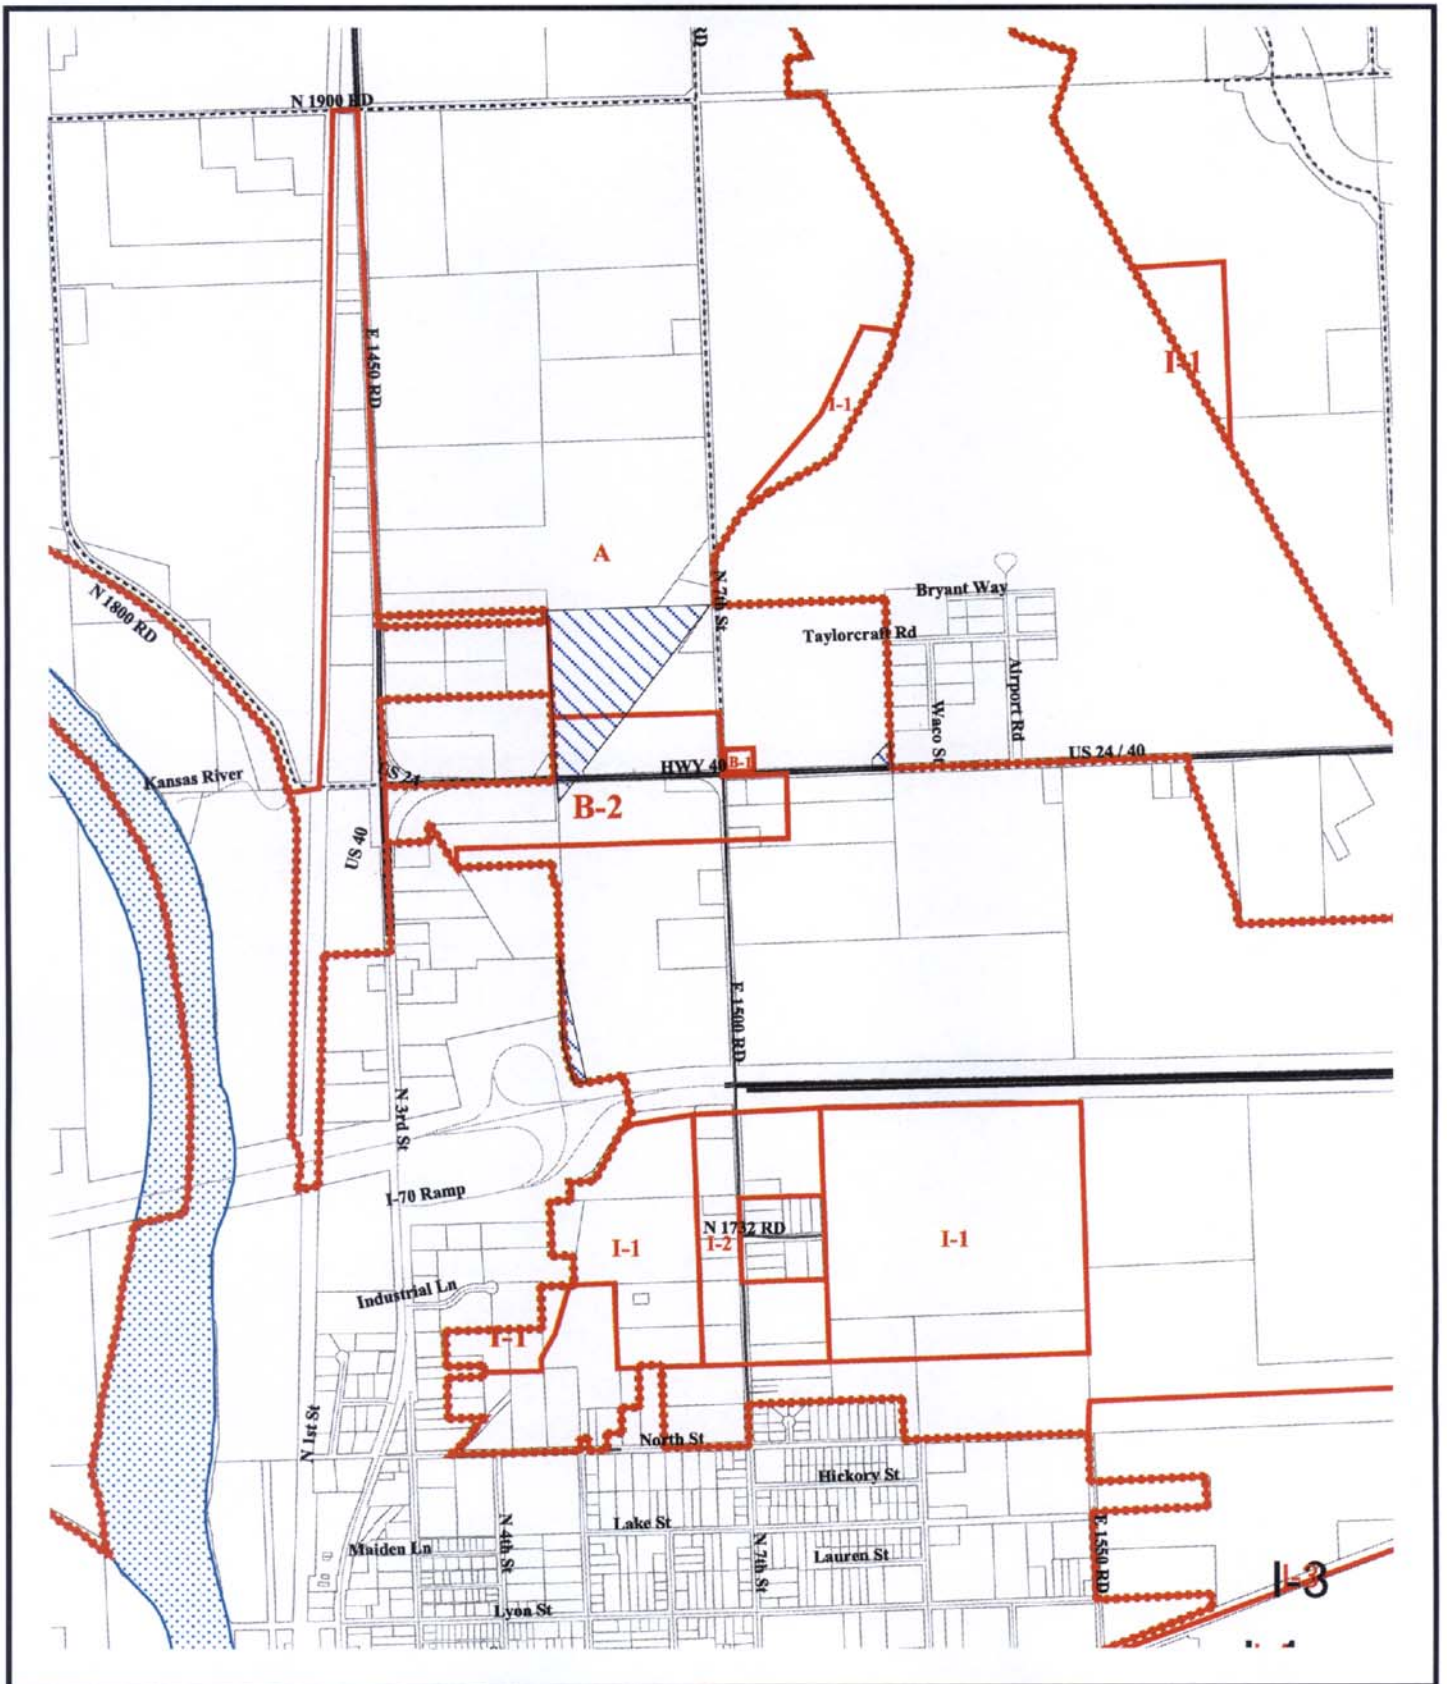 RD
N 1900 RD
E 1450 RD
I-1
I-1
A
N 1800 RD
N 7th St
Bryant Way
Taylorcraft Rd
Airport Rd
Waco St
US 24 / 40
Kansas River
US 24
HWY 40
B-1
B-2
US 40
E 1500 RD
N 3rd St
I-70 Ramp
N 1732 RD
I-1
I-2
I-1
Industrial Ln
I-1
N 1st St
North St
Hickory St
Lake St
N 4th St
Maiden Ln
N 7th St
Lauren St
E 1550 RD
I-3
Lyon St